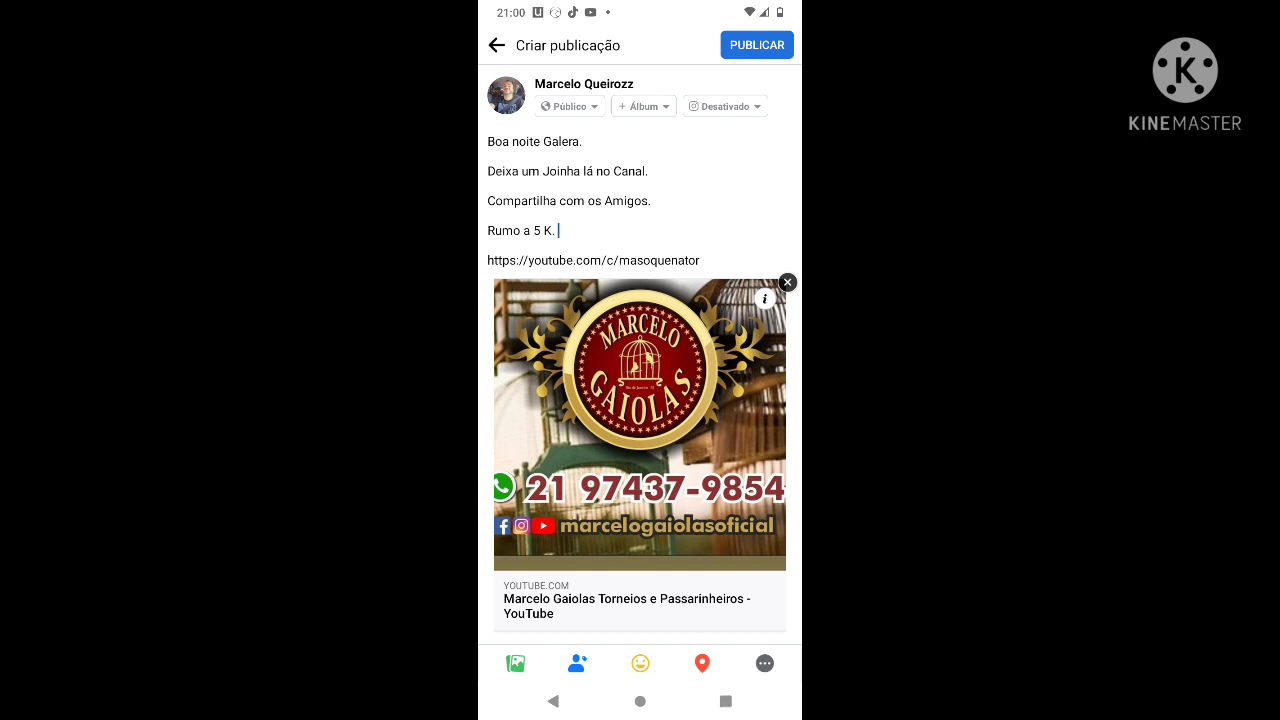 21:00
Criar publicação
PUBLICAR
Marcelo Queirozz
Público
+ Álbum
Desativado
Boa noite Galera.
Deixa um Joinha lá no Canal.
Compartilha com os Amigos.
Rumo a 5 K.
https://youtube.com/c/masoquenator
MARCELO
GAIOLAS
21 97437-9854
marcelogaiolasoficial
YOUTUBE.COM
Marcelo Gaiolas Torneios e Passarinheiros -
YouTube
K
KINEMASTER